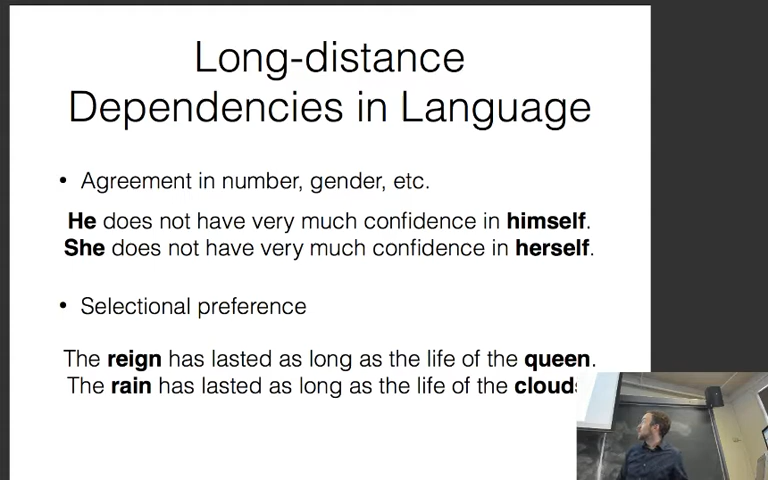 Long-distance
Dependencies in Language
• Agreement in number, gender, etc.
He does not have very much confidence in himself.
She does not have very much confidence in herself.
• Selectional preference
The reign has lasted as long as the life of the queen.
The rain has lasted as long as the life of the clouds